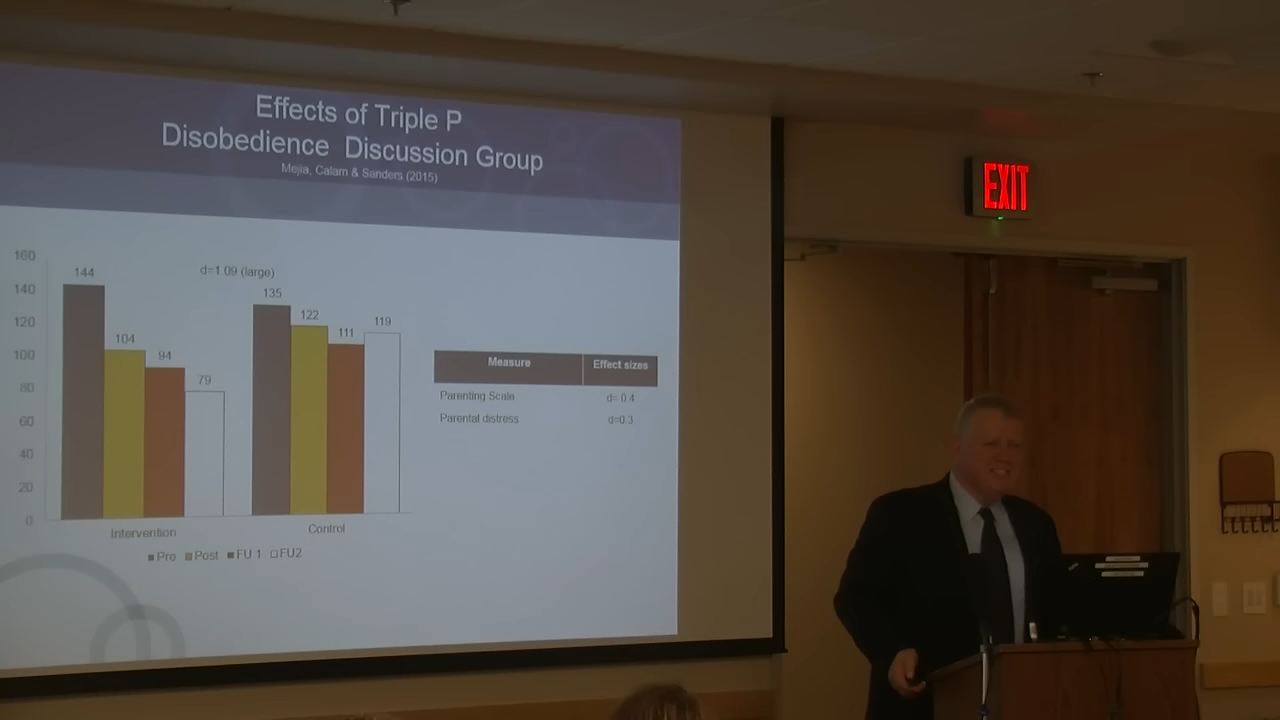 Effects of Triple P
Disobedience Discussion Group
Mejia, Calam & Sanders (2015)
EXIT
160
140
120
100
80
60
40
20
0
144
104
94
79
d=1.09 (large)
135
122
111
119
Intervention
Control
Pre Post FU 1 FU2
Measure Effect sizes
Parenting Scale d= 0.4
Parental distress d=0.3